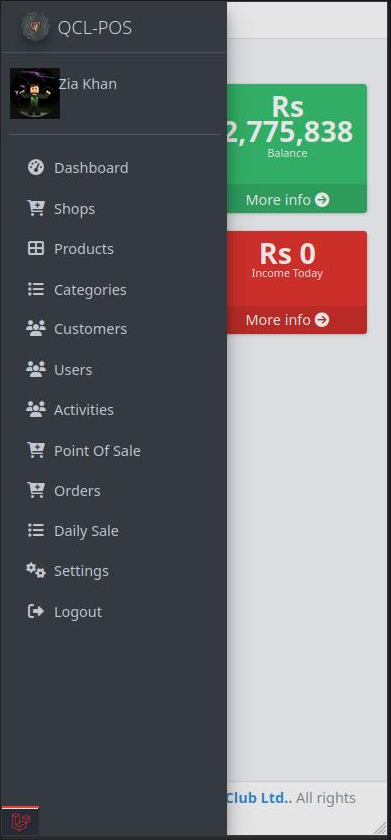 QCL-POS
Zia Khan
Dashboard
Shops
Products
Categories
Customers
Users
Activities
Point Of Sale
Orders
Daily Sale
Settings
Logout
Rs
2,775,838
Balance
More info
Rs 0
Income Today
More info
Club Ltd.. All rights